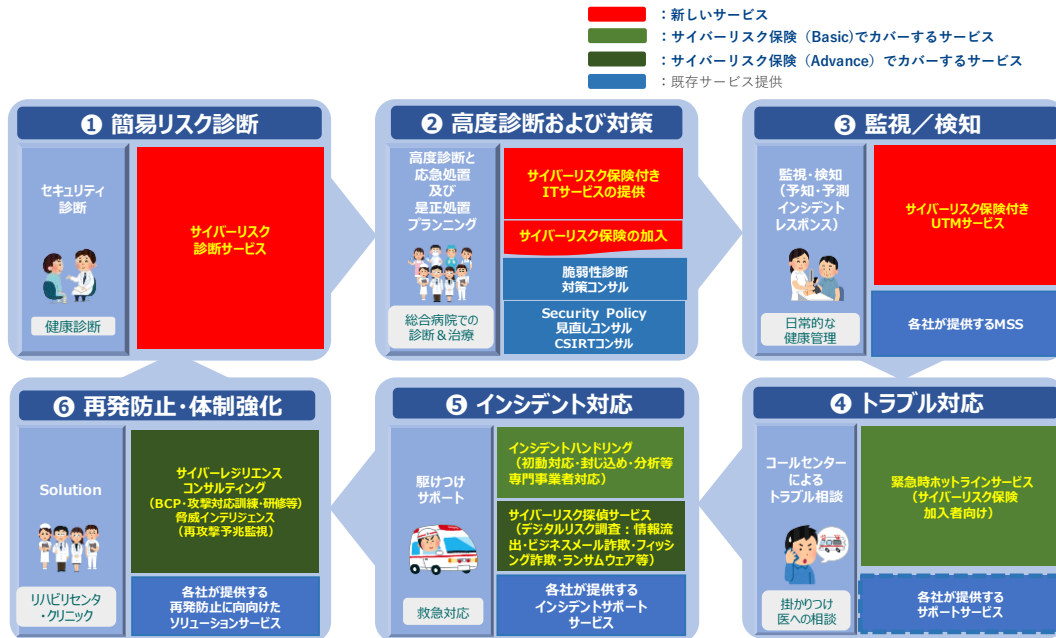 ：新しいサービス
：サイバーリスク保険（Basic)でカバーするサービス
：サイバーリスク保険（Advance）でカバーするサービス
：既存サービス提供
❶ 簡易リスク診断
セキュリティ
診断
健康診断
サイバーリスク
診断サービス
❷ 高度診断および対策
高度診断と
応急処置
及び
是正処置
プランニング
総合病院での
診断＆治療
サイバーリスク保険付き
ITサービスの提供
サイバーリスク保険の加入
脆弱性診断
対策コンサル
Security Policy
見直しコンサル
CSIRTコンサル
❸ 監視／検知
監視・検知
（予知・予測
インシデント
レスポンス）
日常的な
健康管理
サイバーリスク保険付き
UTMサービス
各社が提供するMSS
❹ トラブル対応
コールセンター
による
トラブル相談
掛かりつけ
医への相談
緊急時ホットラインサービス
（サイバーリスク保険
加入者向け）
各社が提供する
サポートサービス
❺ インシデント対応
駆けつけ
サポート
救急対応
インシデントハンドリング
（初動対応・封じ込め・分析等
専門事業者対応）
サイバーリスク探偵サービス
（デジタルリスク調査：情報流
出・ビジネスメール詐欺・フィッシ
ング詐欺・ランサムウェア等）
各社が提供する
インシデントサポート
サービス
❻ 再発防止・体制強化
Solution
リハビリセンタ
・クリニック
サイバーレジリエンス
コンサルティング
（BCP・攻撃対応訓練・研修等）
脅威インテリジェンス
（再攻撃予兆監視）
各社が提供する
再発防止に向けた
ソリューションサービス